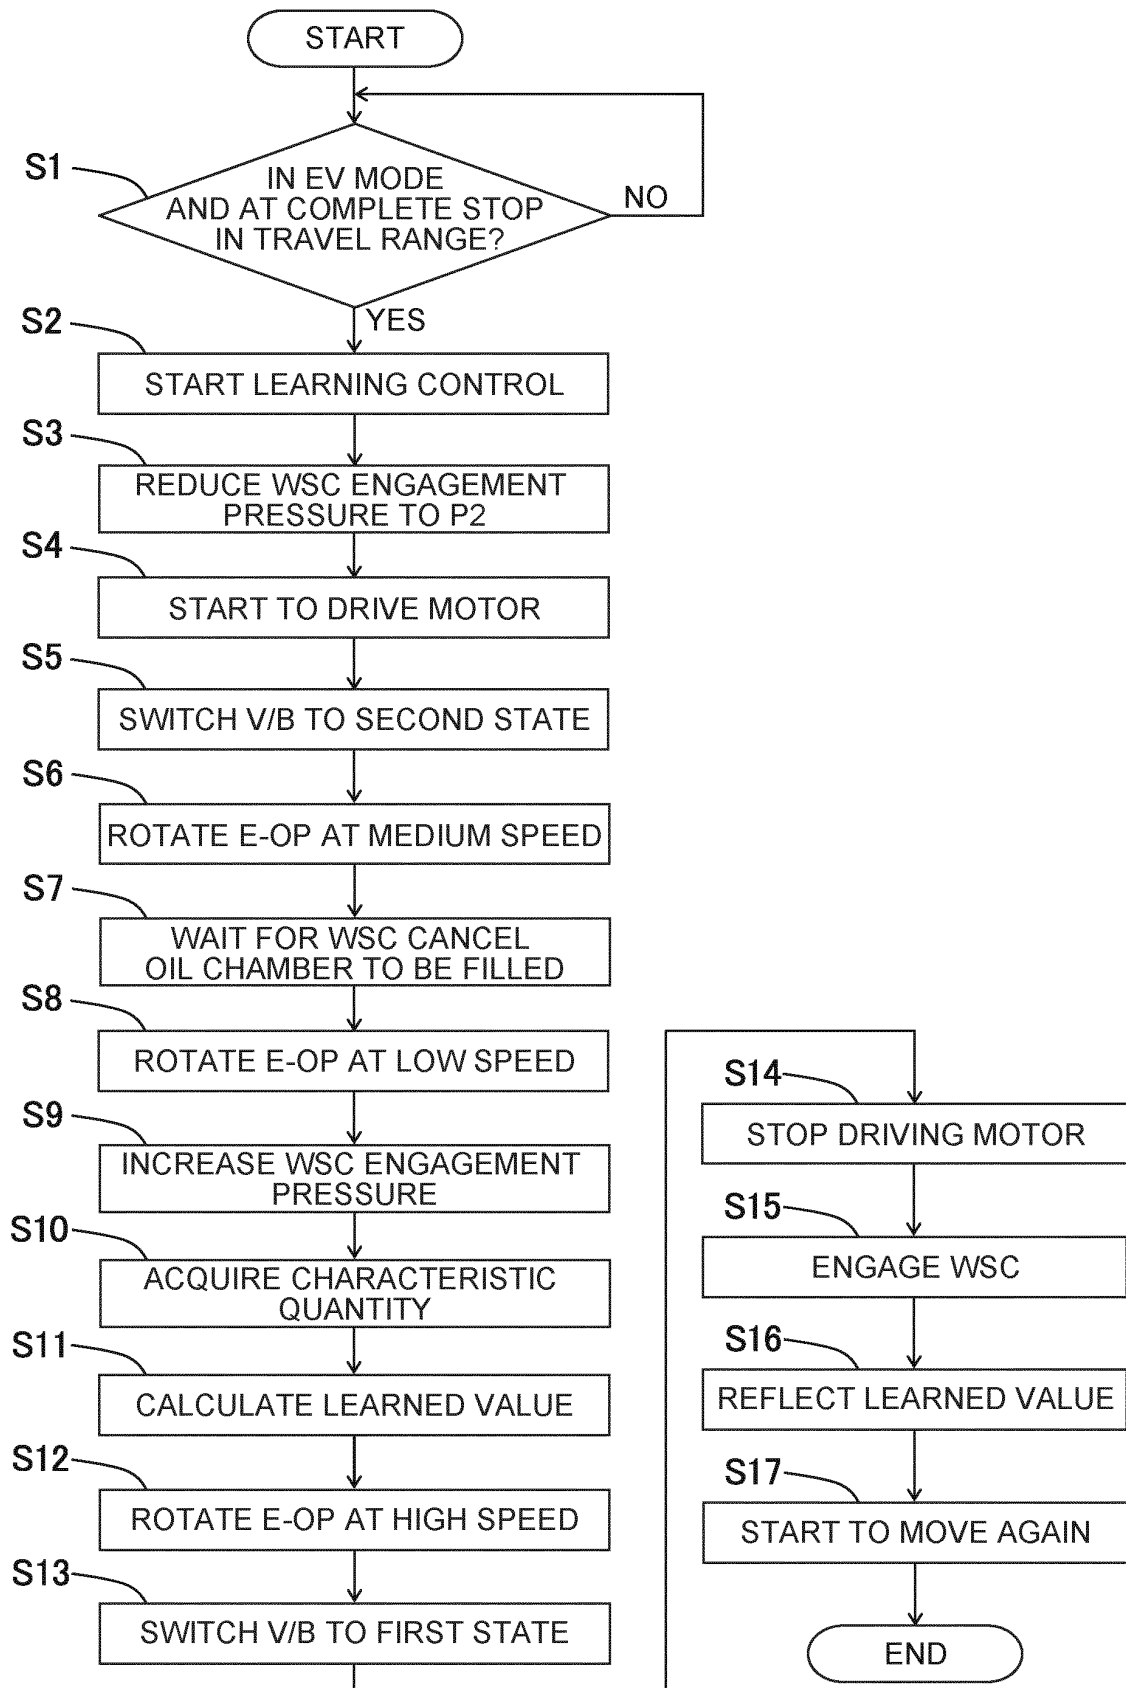 START
S1
IN EV MODE
AND AT COMPLETE STOP
IN TRAVEL RANGE?
NO
YES
S2
START LEARNING CONTROL
S3
REDUCE WSC ENGAGEMENT
PRESSURE TO P2
S4
START TO DRIVE MOTOR
S5
SWITCH V/B TO SECOND STATE
S6
ROTATE E-OP AT MEDIUM SPEED
S7
WAIT FOR WSC CANCEL
OIL CHAMBER TO BE FILLED
S8
ROTATE E-OP AT LOW SPEED
S9
INCREASE WSC ENGAGEMENT
PRESSURE
S10
ACQUIRE CHARACTERISTIC
QUANTITY
S11
CALCULATE LEARNED VALUE
S12
ROTATE E-OP AT HIGH SPEED
S13
SWITCH V/B TO FIRST STATE
S14
STOP DRIVING MOTOR
S15
ENGAGE WSC
S16
REFLECT LEARNED VALUE
S17
START TO MOVE AGAIN
END